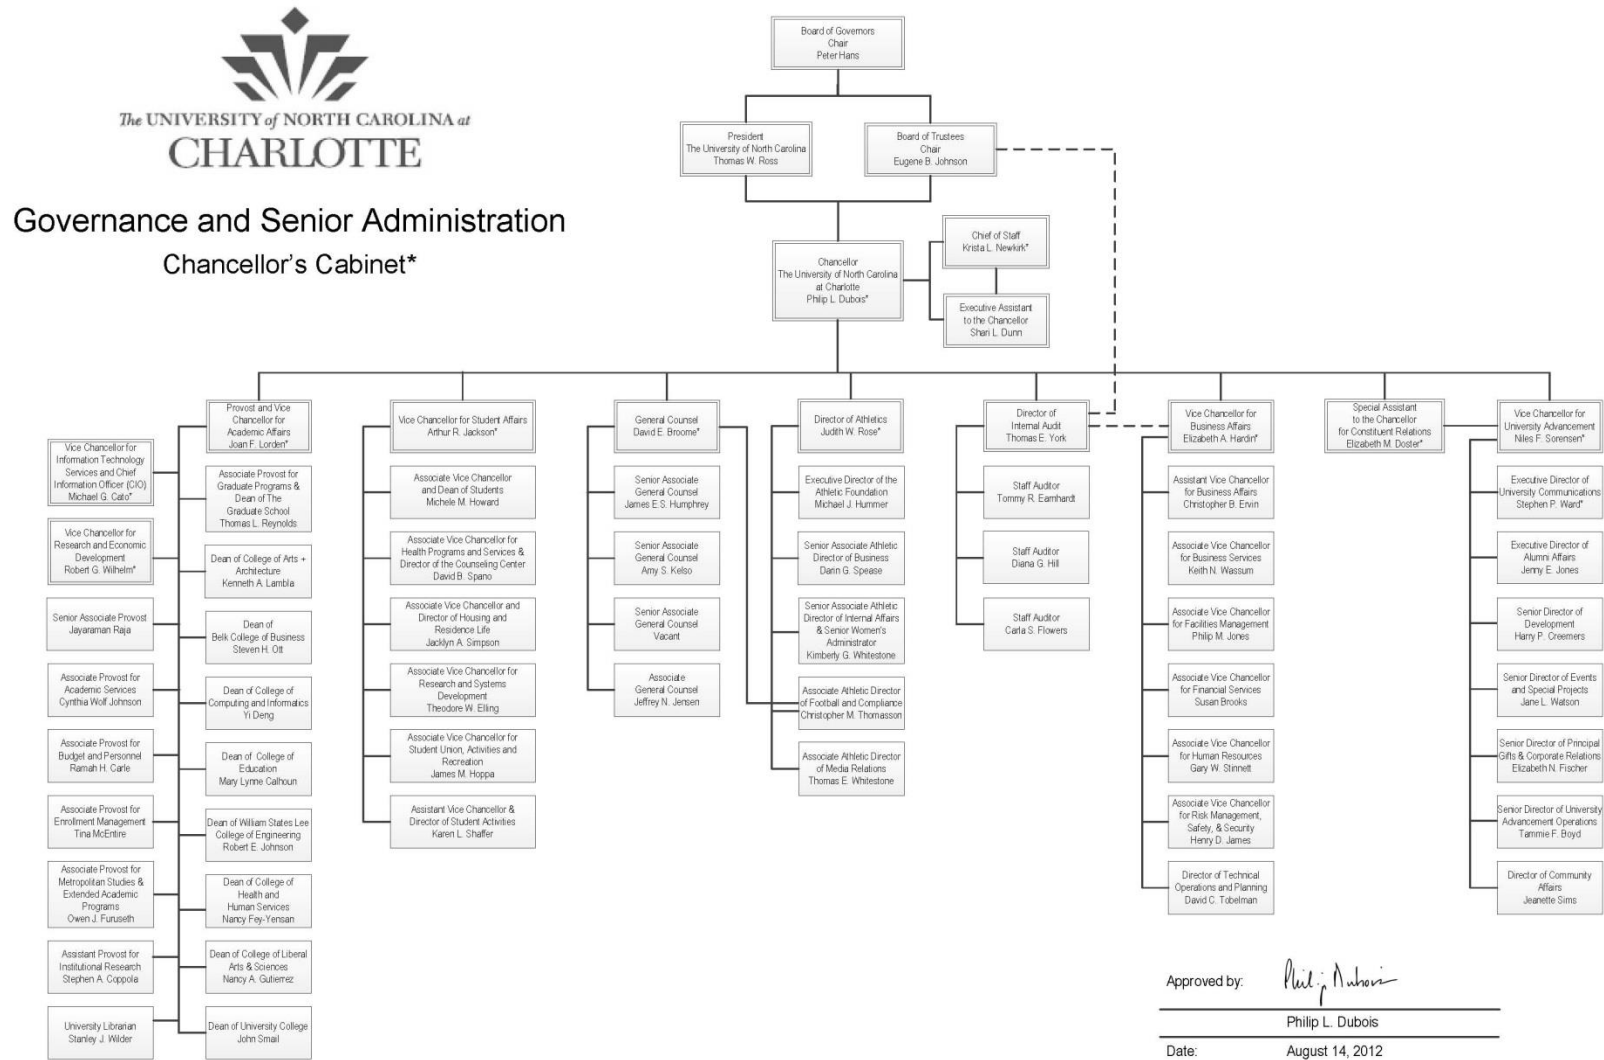 The UNIVERSITY of NORTH CAROLINA at
CHARLOTTE
Governance and Senior Administration
Chancellor's Cabinet*
Board of Governors
Chair
Peter Hans
President
The University of North Carolina
Thomas W. Ross
Board of Trustees
Chair
Eugene B. Johnson
Chancellor
The University of North Carolina
at Charlotte
Philip L. Dubois*
Chief of Staff
Krista L. Newkirk*
Executive Assistant
to the Chancellor
Shari L. Dunn
Provost and Vice
Chancellor for
Academic Affairs
Joan F. Lorden*
Vice Chancellor for
Information Technology
Services and Chief
Information Officer (CIO)
Michael G. Cato*
Vice Chancellor for
Research and Economic
Development
Robert G. Wilhelm*
Senior Associate Provost
Jayaraman Raja
Associate Provost for
Academic Services
Cynthia Wolf Johnson
Associate Provost for
Budget and Personnel
Ramah H. Carle
Associate Provost for
Enrollment Management
Tina McEntire
Associate Provost for
Metropolitan Studies &
Extended Academic
Programs
Owen J. Furuseth
Assistant Provost for
Institutional Research
Stephen A. Coppola
University Librarian
Stanley J. Wilder
Associate Provost for
Graduate Programs &
Dean of The
Graduate School
Thomas L. Reynolds
Dean of College of Arts +
Architecture
Kenneth A. Lambla
Dean of
Belk College of Business
Steven H. Ott
Dean of College of
Computing and Informatics
Yi Deng
Dean of College of
Education
Mary Lynne Calhoun
Dean of William States Lee
College of Engineering
Robert E. Johnson
Dean of College of
Health and
Human Services
Nancy Fey-Yensan
Dean of College of Liberal
Arts & Sciences
Nancy A. Gutierrez
Dean of University College
John Smail
Vice Chancellor for Student Affairs
Arthur R. Jackson*
Associate Vice Chancellor
and Dean of Students
Michele M. Howard
Associate Vice Chancellor for
Health Programs and Services &
Director of the Counseling Center
David B. Spano
Associate Vice Chancellor and
Director of Housing and
Residence Life
Jacklyn A. Simpson
Associate Vice Chancellor for
Research and Systems
Development
Theodore W. Elling
Associate Vice Chancellor for
Student Union, Activities and
Recreation
James M. Hoppa
Assistant Vice Chancellor &
Director of Student Activities
Karen L. Shaffer
General Counsel
David E. Broome*
Senior Associate
General Counsel
James E.S. Humphrey
Senior Associate
General Counsel
Amy S. Kelso
Senior Associate
General Counsel
Vacant
Associate
General Counsel
Jeffrey N. Jensen
Director of Athletics
Judith W. Rose*
Executive Director of the
Athletic Foundation
Michael J. Hummer
Senior Associate Athletic
Director of Business
Darin G. Spease
Senior Associate Athletic
Director of Internal Affairs
& Senior Women's
Administrator
Kimberly G. Whitestone
Associate Athletic Director
of Football and Compliance
Christopher M. Thomasson
Associate Athletic Director
of Media Relations
Thomas E. Whitestone
Director of
Internal Audit
Thomas E. York
Staff Auditor
Tommy R. Earnhardt
Staff Auditor
Diana G. Hill
Staff Auditor
Carla S. Flowers
Vice Chancellor for
Business Affairs
Elizabeth A. Hardin*
Assistant Vice Chancellor
for Business Affairs
Christopher B. Ervin
Associate Vice Chancellor
for Business Services
Keith N. Wassum
Associate Vice Chancellor
for Facilities Management
Philip M. Jones
Associate Vice Chancellor
for Financial Services
Susan Brooks
Associate Vice Chancellor
for Human Resources
Gary W. Stinnett
Associate Vice Chancellor
for Risk Management,
Safety, & Security
Henry D. James
Director of Technical
Operations and Planning
David C. Tobelman
Special Assistant
to the Chancellor
for Constituent Relations
Elizabeth M. Doster*
Vice Chancellor for
University Advancement
Niles F. Sorensen*
Executive Director of
University Communications
Stephen P. Ward*
Executive Director of
Alumni Affairs
Jenny E. Jones
Senior Director of
Development
Harry P. Creemers
Senior Director of Events
and Special Projects
Jane L. Watson
Senior Director of Principal
Gifts & Corporate Relations
Elizabeth N. Fischer
Senior Director of University
Advancement Operations
Tammie F. Boyd
Director of Community
Affairs
Jeanette Sims
Approved by: Philip Dubois
Philip L. Dubois
Date: August 14, 2012